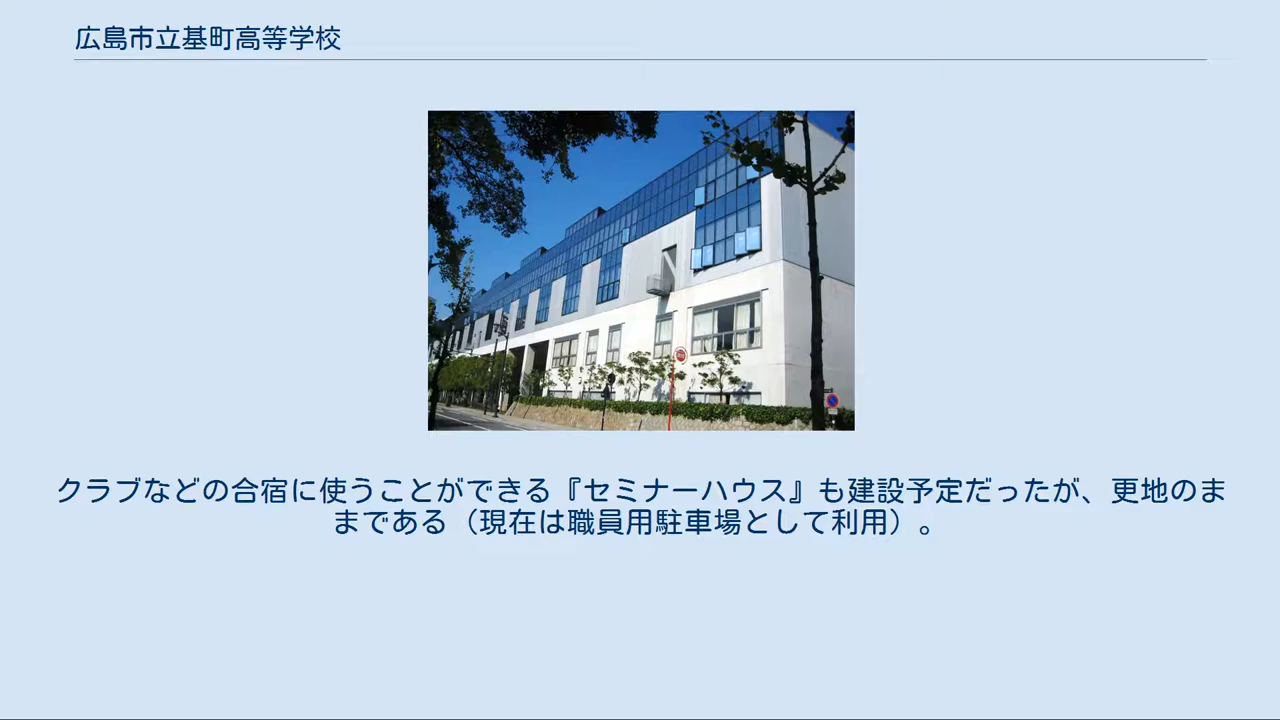 広島市立基町高等学校
クラブなどの合宿に使うことができる『セミナーハウス』も建設予定だったが、更地のま
まである（現在は職員用駐車場として利用）。